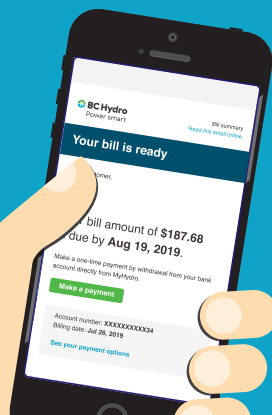 BC Hydro
Power smart
Bill summary
Read this email online
Your bill is ready
bill amount of $187.68
due by Aug 19, 2019.
Make a one-time payment by withdrawal from your bank
account directly from MyHydro.
Make a payment
Account number: XXXXXXXXXX34
Billing date: Jul 26, 2019
See your payment options